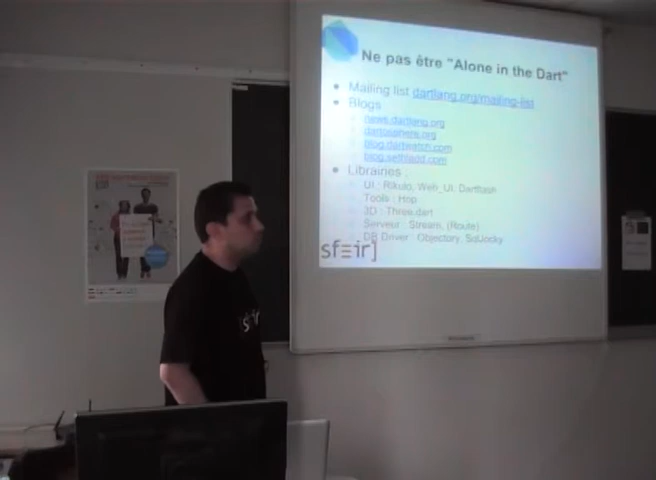 Ne pas être "Alone in the Dart"
Mailing list dartlang.org/mailing-list
Blogs
news.dartlang.org
dartosphere.org
blog.dartwatch.com
blog.sethladd.com
Librairies :
UI : Rikulo, Web_UI, Dartflash
Tools : Hop
3D : Three.dart
Serveur : Stream, (Route)
DB Driver : Objectory, SqlJocky
sfeir]